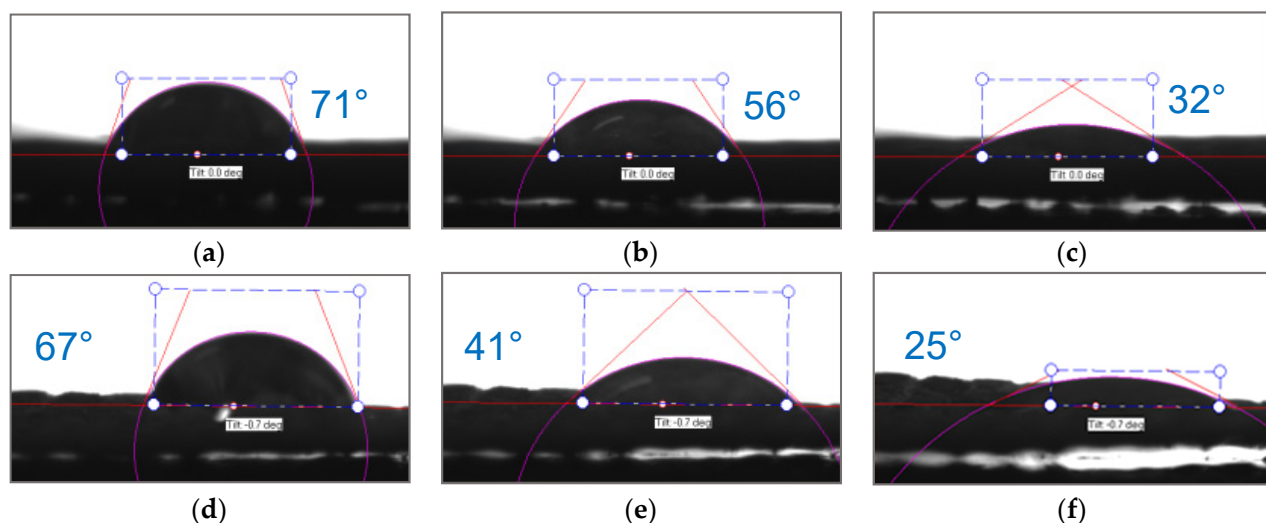 71°
Tilt: 0.0 deg
56°
Tilt: 0.0 deg
32°
Tilt: 0.0 deg
(a)
(b)
(c)
67°
Tilt: -0.7 deg
41°
Tilt: -0.7 deg
25°
Tilt: -0.7 deg
(d)
(e)
(f)